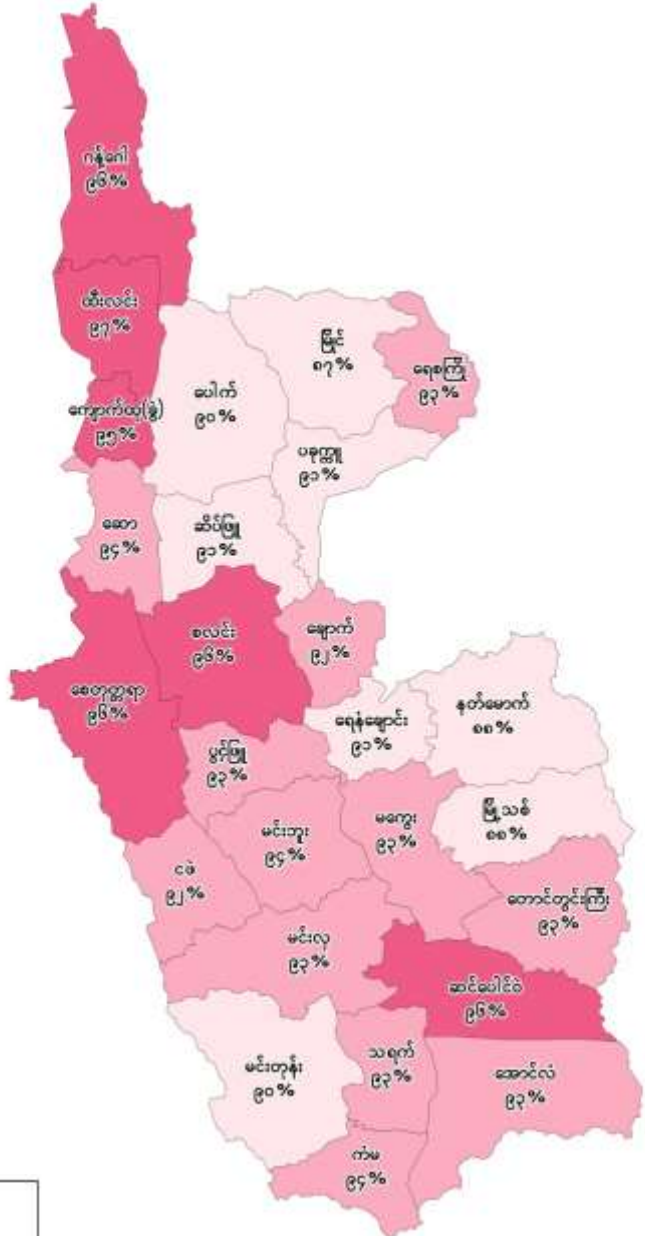 ဂန့်ဂေါ
၉၆%
ထီးလင်း
၉၇%
ကျောက်ထု(ခွဲ)
၉၅%
ပေါက်
၉၀%
မြိုင်
၈၇%
ရေစကြို
၉၃%
ပခုက္ကူ
၉၁%
ဆော
၉၄%
ဆိပ်ဖြူ
၉၁%
စလင်း
၉၆%
ချောက်
၉၂%
စေတုတ္တရာ
၉၆%
ရေနံချောင်း
၉၁%
နတ်မောက်
၈၈%
ပွင့်ဖြူ
၉၃%
မင်းဘူး
၉၄%
မကွေး
၉၃%
မြို့သစ်
၈၈%
ငဖဲ
၉၂%
တောင်တွင်းကြီး
၉၃%
မင်းလှ
၉၃%
ဆင်ပေါင်ဝဲ
၉၆%
မင်းတုန်း
၉၀%
သရက်
၉၃%
အောင်လံ
၉၃%
ကံမ
၉၄%